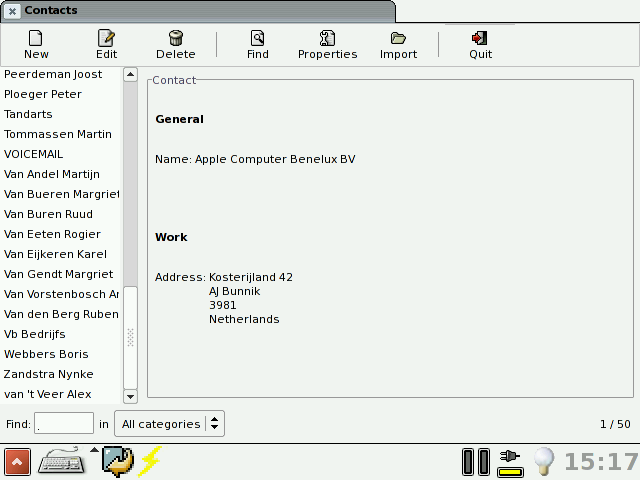 Contacts
New Edit Delete Find Properties Import Quit
Peerdeman Joost
Ploeger Peter
Tandarts
Tommassen Martin
VOICEMAIL
Van Andel Martijn
Van Bueren Margriet
Van Buren Ruud
Van Eeten Rogier
Van Eijkeren Karel
Van Gendt Margriet
Van Vorstenbosch Ar
Van den Berg Ruben
Vb Bedrijfs
Webbers Boris
Zandstra Nynke
van 't Veer Alex
Contact
General
Name: Apple Computer Benelux BV
Work
Address: Kosterijland 42
AJ Bunnik
3981
Netherlands
Find: . in All categories 1 / 50
15:17